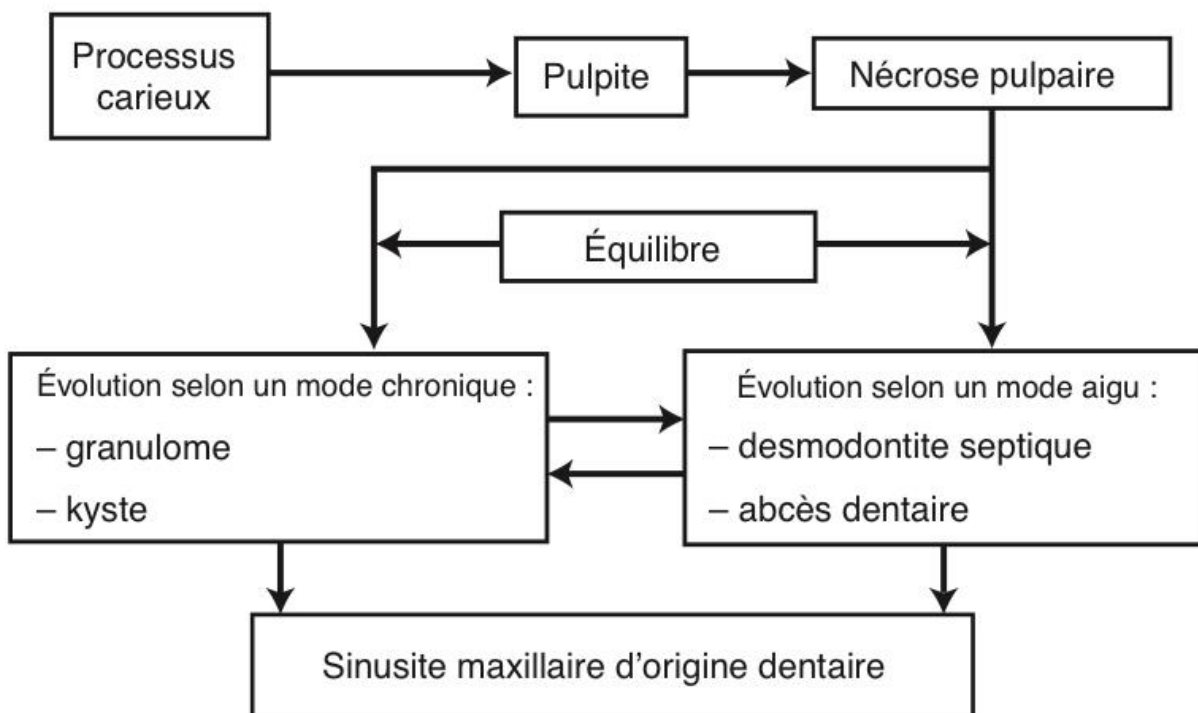 Processus
carieux
Pulpite
Nécrose pulpaire
Équilibre
Évolution selon un mode chronique :
– granulome
– kyste
Évolution selon un mode aigu :
– desmodontite septique
– abcès dentaire
Sinusite maxillaire d'origine dentaire